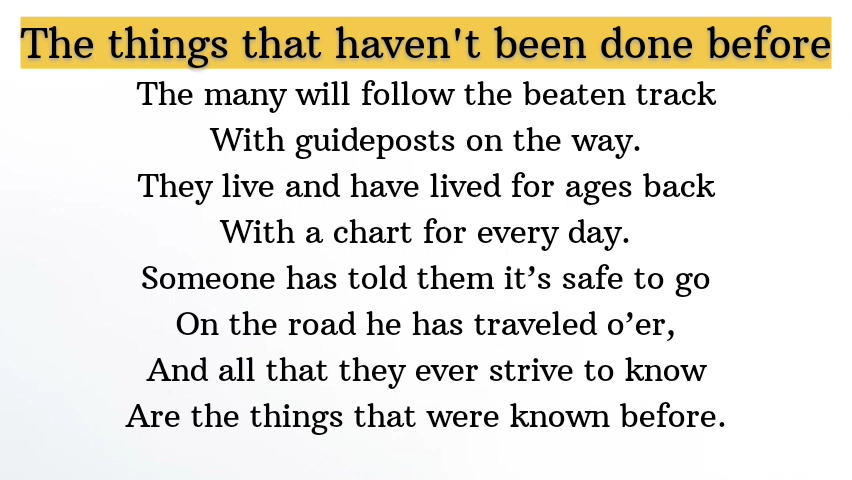 The things that haven't been done before
The many will follow the beaten track
With guideposts on the way.
They live and have lived for ages back
With a chart for every day.
Someone has told them it’s safe to go
On the road he has traveled o’er,
And all that they ever strive to know
Are the things that were known before.